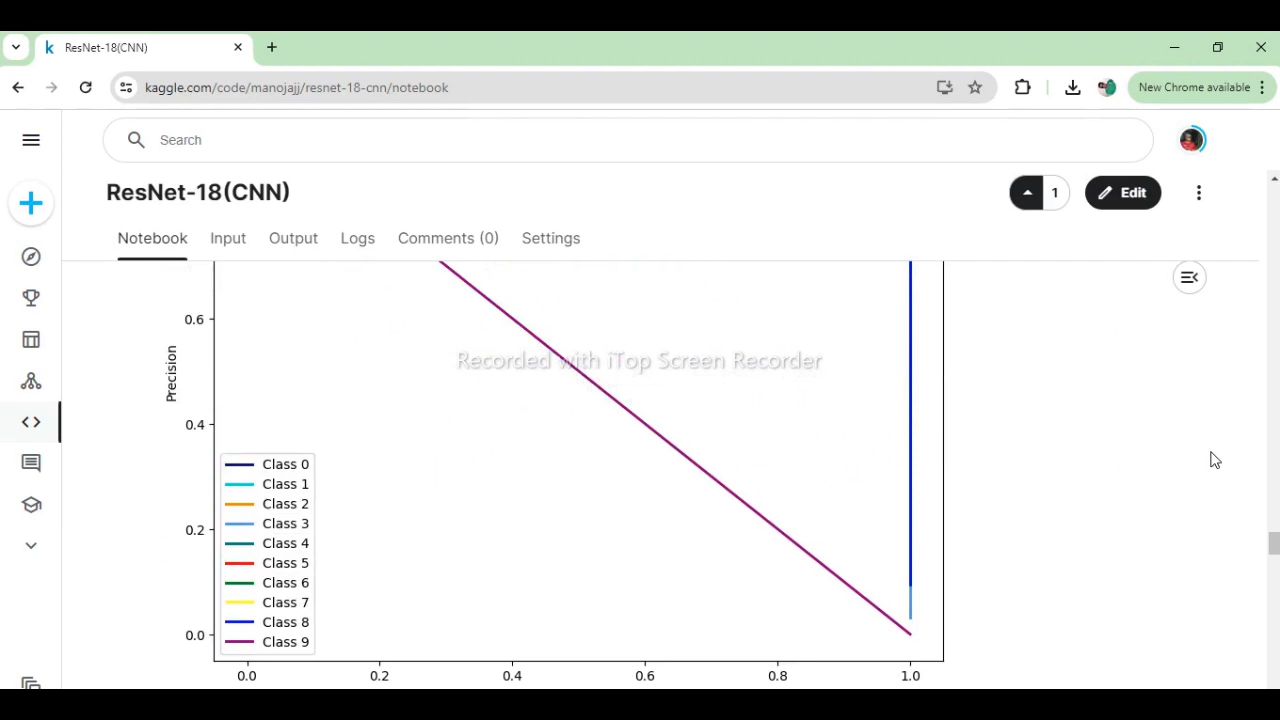 ResNet-18(CNN)
kaggle.com/code/manojajj/resnet-18-cnn/notebook
New Chrome available
Search
ResNet-18(CNN)
1
Edit
Notebook
Input
Output
Logs
Comments (0)
Settings
Recorded with iTop Screen Recorder
Precision
0.6
0.4
0.2
0.0
Class 0
Class 1
Class 2
Class 3
Class 4
Class 5
Class 6
Class 7
Class 8
Class 9
0.0
0.2
0.4
0.6
0.8
1.0